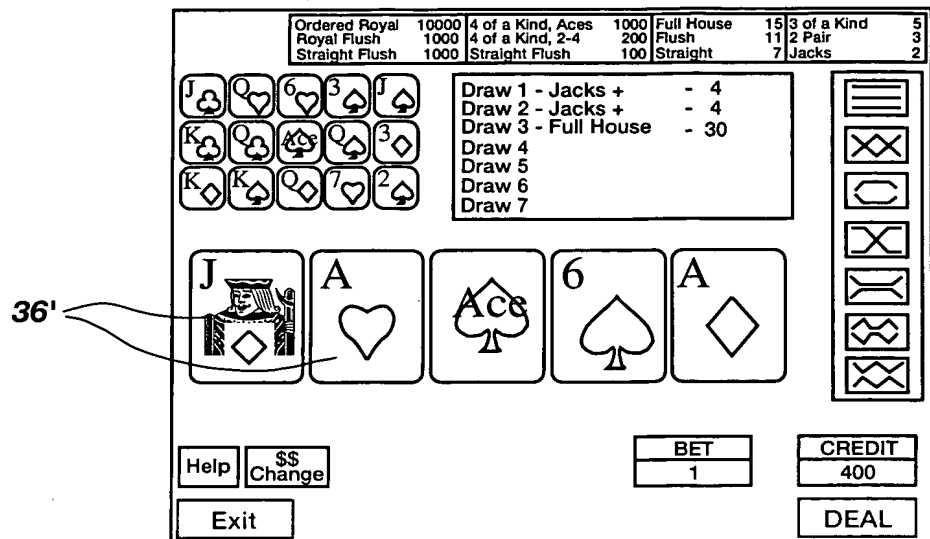 Ordered Royal 10000 4 of a Kind, Aces 1000 Full House 15 3 of a Kind 5
Royal Flush 1000 4 of a Kind, 2-4 200 Flush 11 2 Pair 3
Straight Flush 1000 Straight Flush 100 Straight 7 Jacks 2
J Q 6 3 J
K Q Ace Q 3
K K Q 7 2
Draw 1 - Jacks + - 4
Draw 2 - Jacks + - 4
Draw 3 - Full House - 30
Draw 4
Draw 5
Draw 6
Draw 7
J A Ace 6 A
36'
Help $$ Change
BET CREDIT
1 400
Exit DEAL